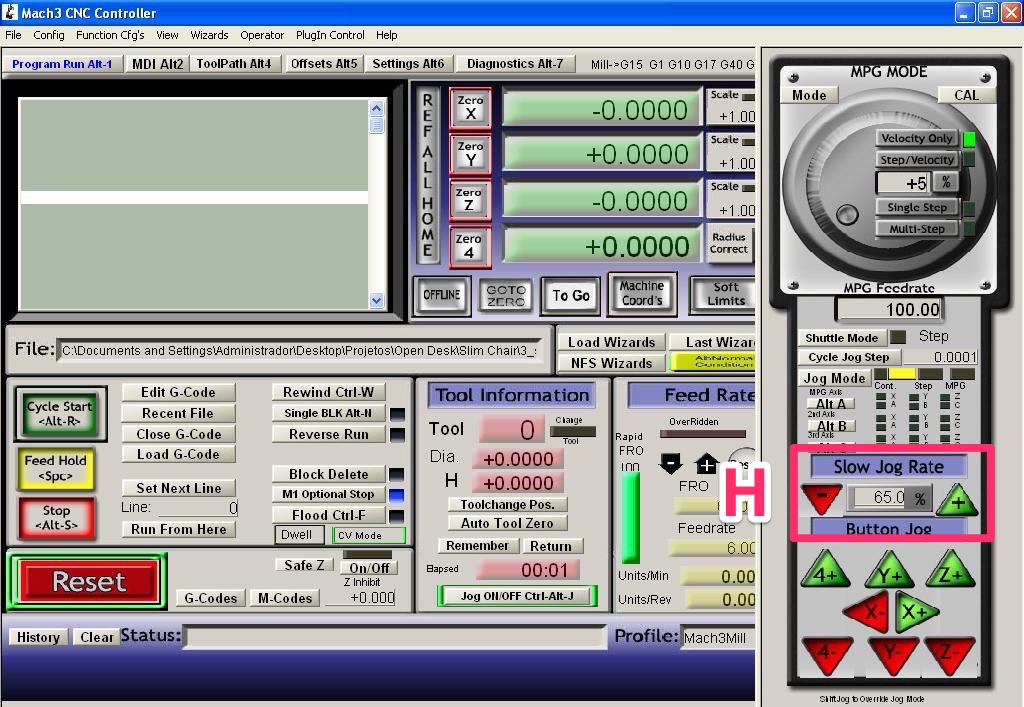 Mach3 CNC Controller
File Config Function Cfg's View Wizards Operator PlugIn Control Help
Program Run Alt-1 MDI Alt2 ToolPath Alt4 Offsets Alt5 Settings Alt6 Diagnostics Alt-7 Mill->G15 G1 G10 G17 G40 G
REF ALL HOME
Zero X -0.0000 Scale +1.00
Zero Y +0.0000 Scale +1.00
Zero Z -0.0000 Scale +1.00
Zero 4 +0.0000 Radius Correct
OFFLINE GOTO ZERO To Go Machine Coord's Soft Limits
File: C:\Documents and Settings\Administrador\Desktop\Projetos\Open Desk\Slim Chair\3_
Load Wizards Last Wizar
NFS Wizards AbNorma Condition
Cycle Start <Alt-R>
Feed Hold <Spc>
Stop <Alt-S>
Edit G-Code
Recent File
Close G-Code
Load G-Code
Set Next Line
Line: 0
Run From Here
Rewind Ctrl-W
Single BLK Alt-N
Reverse Run
Block Delete
M1 Optional Stop
Flood Ctrl-F
Dwell CV Mode
Reset
G-Codes M-Codes
Safe Z On/Off
Z Inhibit
+0.000
Tool Information
Tool 0 Change Tool
Dia. +0.0000
H +0.0000
Toolchange Pos.
Auto Tool Zero
Remember Return
Elapsed 00:01
Jog ON/OFF Ctrl-Alt-J
Feed Rate
OverRidden
Rapid FRO
100
- +
FRO
Feedrate
6.00
Units/Min 0.00
Units/Rev 0.00
H
History Clear Status: Profile: Mach3Mill
MPG MODE
Mode CAL
Velocity Only
Step/Velocity
+5 %
Single Step
Multi-Step
MPG Feedrate
100.00
Shuttle Mode Step
Cycle Jog Step 0.0001
Jog Mode Cont. Step MPG
MPG Axis
Alt A X A Y B Z C
2nd Axis
Alt B X A Y B Z C
3rd Axis
Slow Jog Rate
- 65.0 % +
Button Jog
4+ Y+ Z+
X- X+
4- Y- Z-
Shift Jog to Override Jog Mode